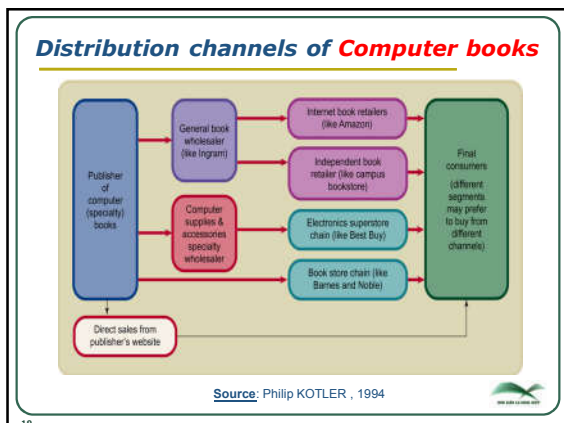 Distribution channels of Computer books
Publisher
of
computer
(specialty)
books
General book
wholesaler
(like Ingram)
Computer
supplies &
accessories
specialty
wholesaler
Internet book retailers
(like Amazon)
Independent book
retailer (like campus
bookstore)
Electronics superstore
chain (like Best Buy)
Book store chain (like
Barnes and Noble)
Final
consumers
(different
segments
may prefer
to buy from
different
channels)
Direct sales from
publisher's website
Source: Philip KOTLER , 1994